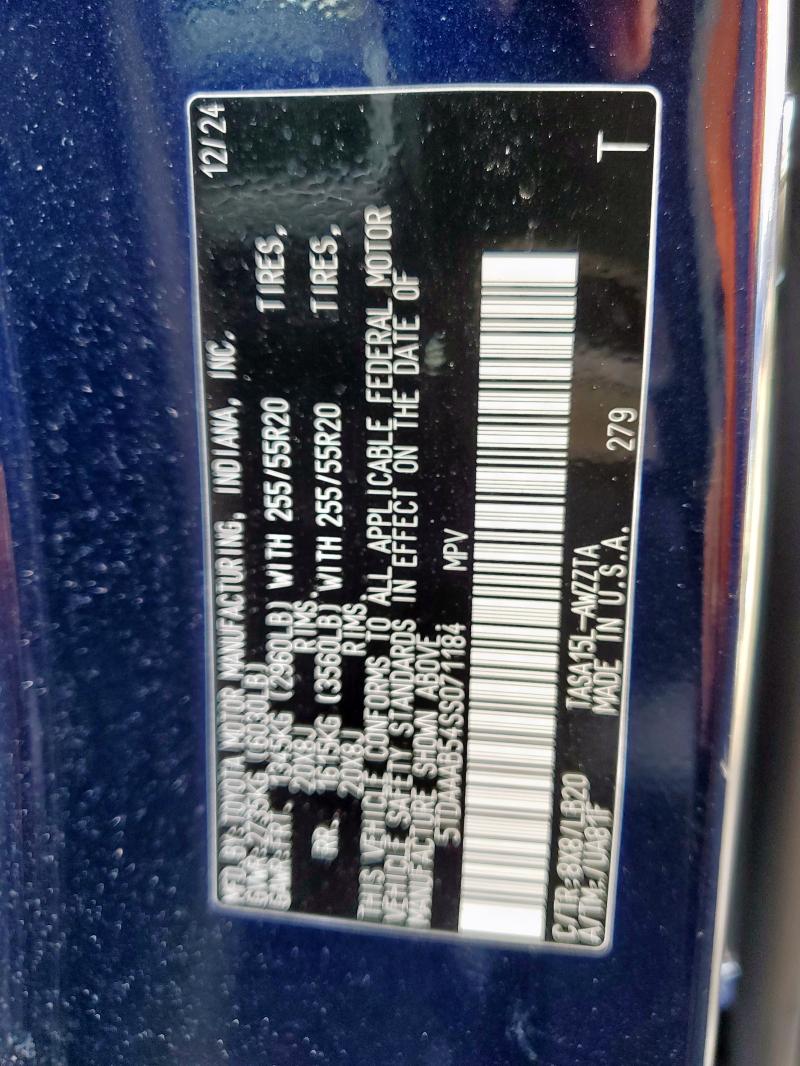 MFD BY: TOYOTA MOTOR MANUFACTURING, INDIANA, INC. 12/24
GVWR: 2735KG (6030LB)
GAWR: FRT. 1345KG (2960LB) WITH 255/55R20 TIRES,
20X8J RIMS,
RR. 1615KG (3560LB) WITH 255/55R20 TIRES,
20X8J RIMS.
THIS VEHICLE CONFORMS TO ALL APPLICABLE FEDERAL MOTOR
VEHICLE SAFETY STANDARDS IN EFFECT ON THE DATE OF
MANUFACTURE SHOWN ABOVE.
5TDAAAB54SS071184 MPV
C/TR:8X8/LB20 TASA15L-AWZZTA
A/TM:/UA81F MADE IN U.S.A. 279 T